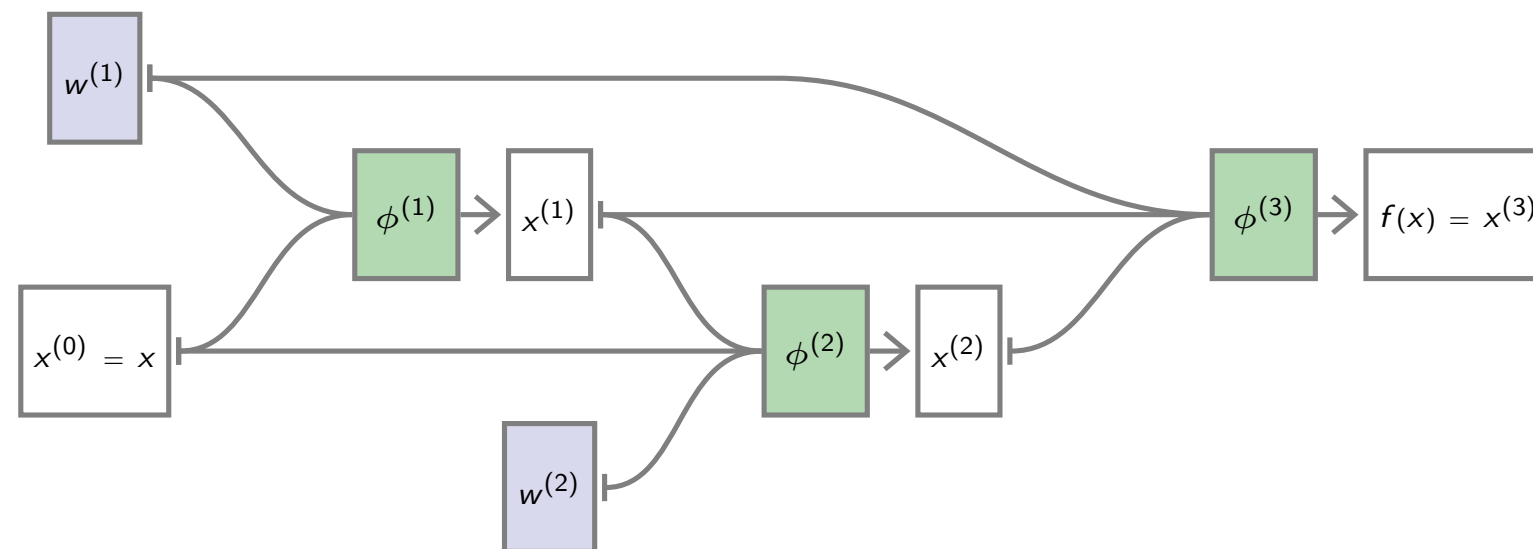 w^(1)
ϕ^(1)
x^(1)
ϕ^(3)
f(x) = x^(3)
x^(0) = x
ϕ^(2)
x^(2)
w^(2)